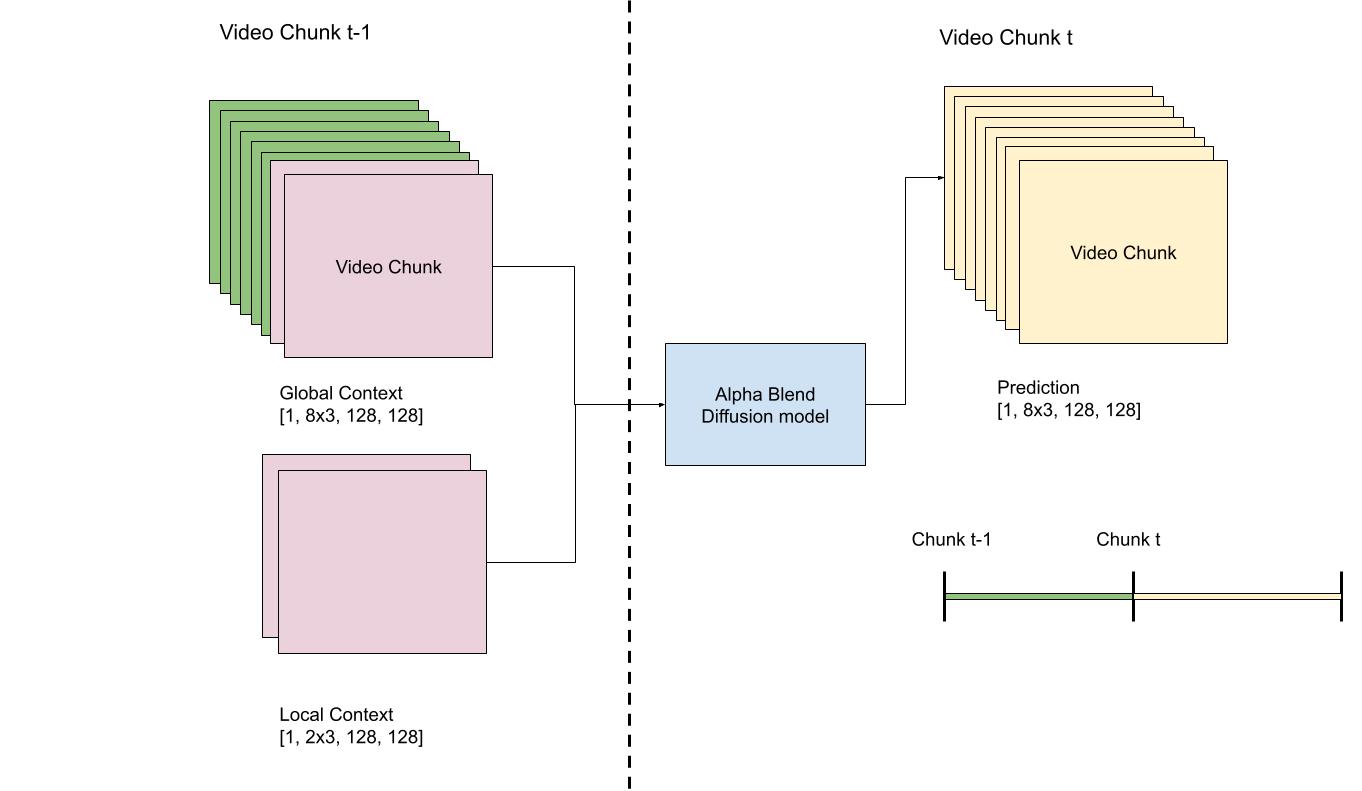 Video Chunk t-1
Video Chunk
Global Context
[1, 8x3, 128, 128]
Local Context
[1, 2x3, 128, 128]
Alpha Blend
Diffusion model
Video Chunk t
Video Chunk
Prediction
[1, 8x3, 128, 128]
Chunk t-1
Chunk t